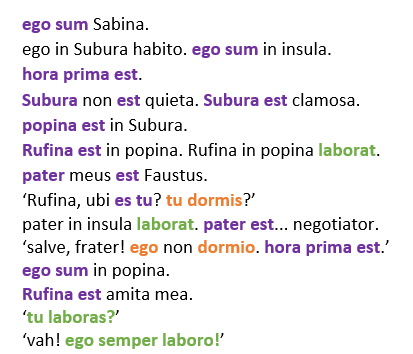 ego sum Sabina.
ego in Subura habito. ego sum in insula.
hora prima est.
Subura non est quieta. Subura est clamosa.
popina est in Subura.
Rufina est in popina. Rufina in popina laborat.
pater meus est Faustus.
‘Rufina, ubi es tu? tu dormis?’
pater in insula laborat. pater est... negotiator.
‘salve, frater! ego non dormio. hora prima est.’
ego sum in popina.
Rufina est amita mea.
‘tu laboras?’
‘vah! ego semper laboro!’